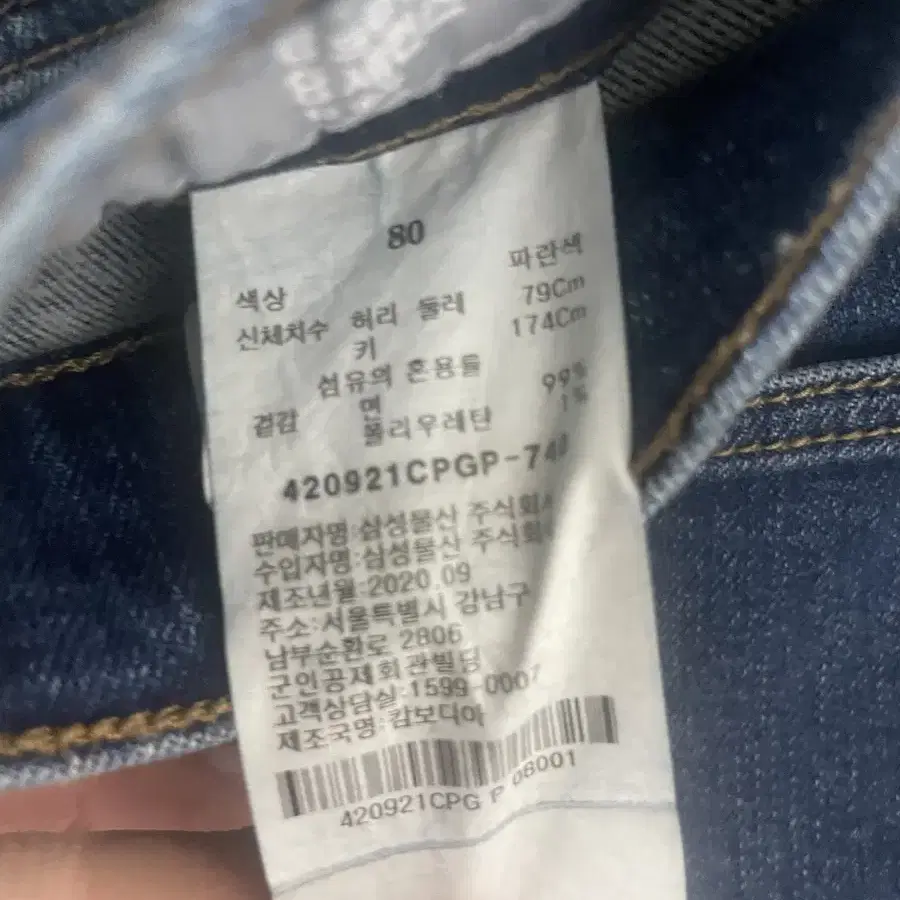 80
색상 파란색
신체치수 허리 둘레 79Cm
키 174Cm
섬유의 혼용률
겉감 면 99%
폴리우레탄 1%
420921CPGP-74
판매자명:삼성물산 주식회사
수입자명:삼성물산 주식회
제조년월:2020.09
주소:서울특별시 강남구
남부순환로 2806
군인공제회관빌딩
고객상담실:1599-0007
제조국명:캄보디아
420921CPG P 08001